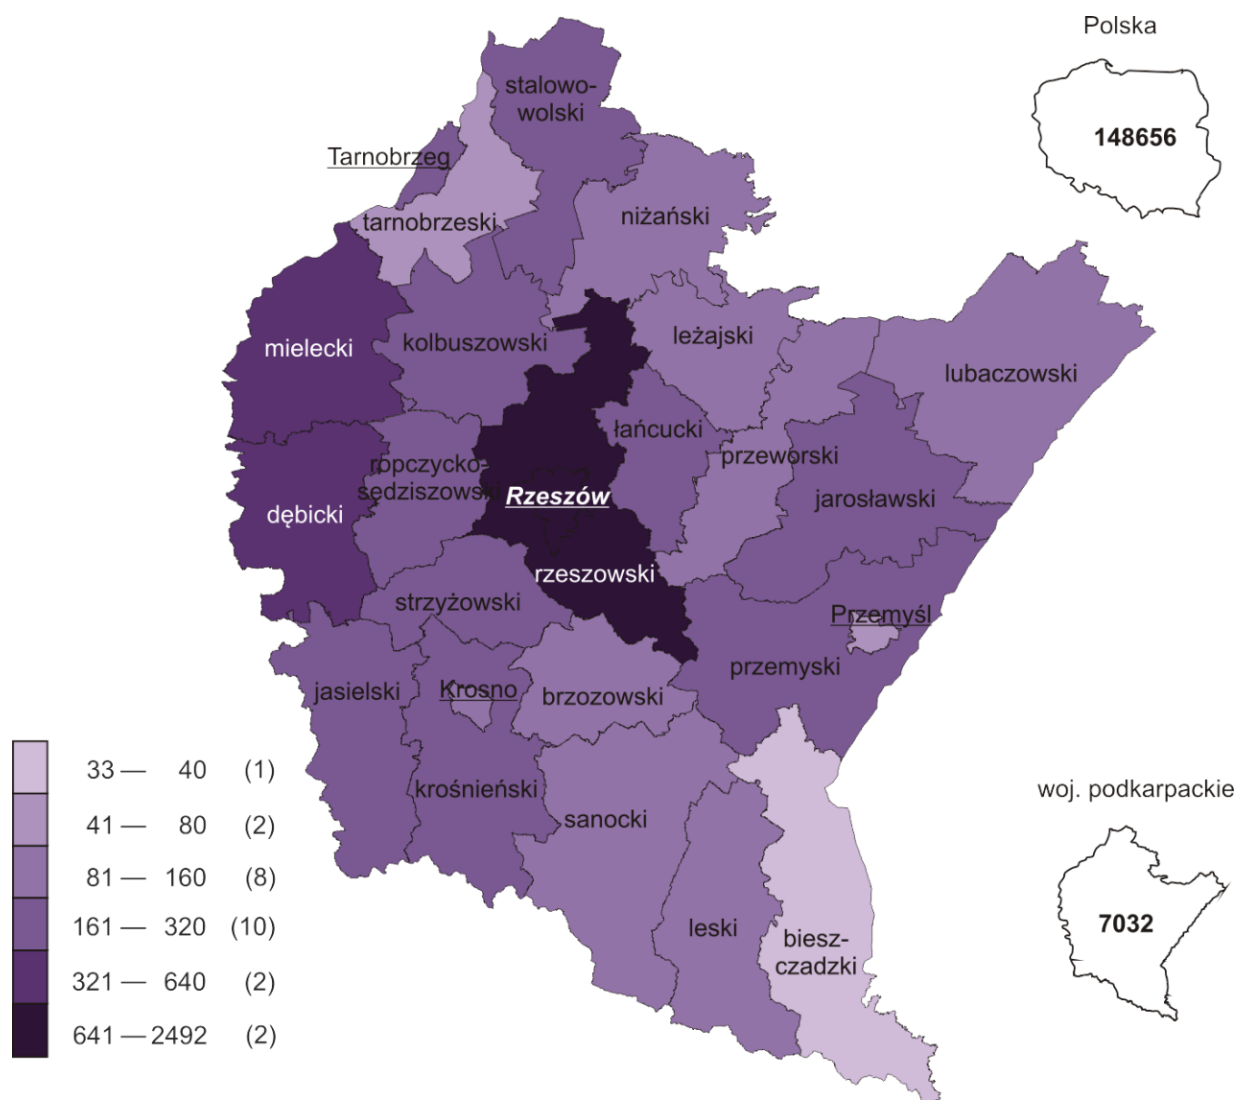 Polska
148656
stalowo-
wolski
Tarnobrzeg
tarnobrzeski
niżański
mielecki
kolbuszowski
leżajski
lubaczowski
łańcucki
przeworski
ropczycko-
sędziszowski
jarosławski
dębicki
Rzeszów
rzeszowski
strzyżowski
Przemyśl
przemyski
jasielski
Krosno
brzozowski
krośnieński
sanocki
leski
biesz-
czadzki
33 — 40 (1)
41 — 80 (2)
81 — 160 (8)
161 — 320 (10)
321 — 640 (2)
641 — 2492 (2)
woj. podkarpackie
7032